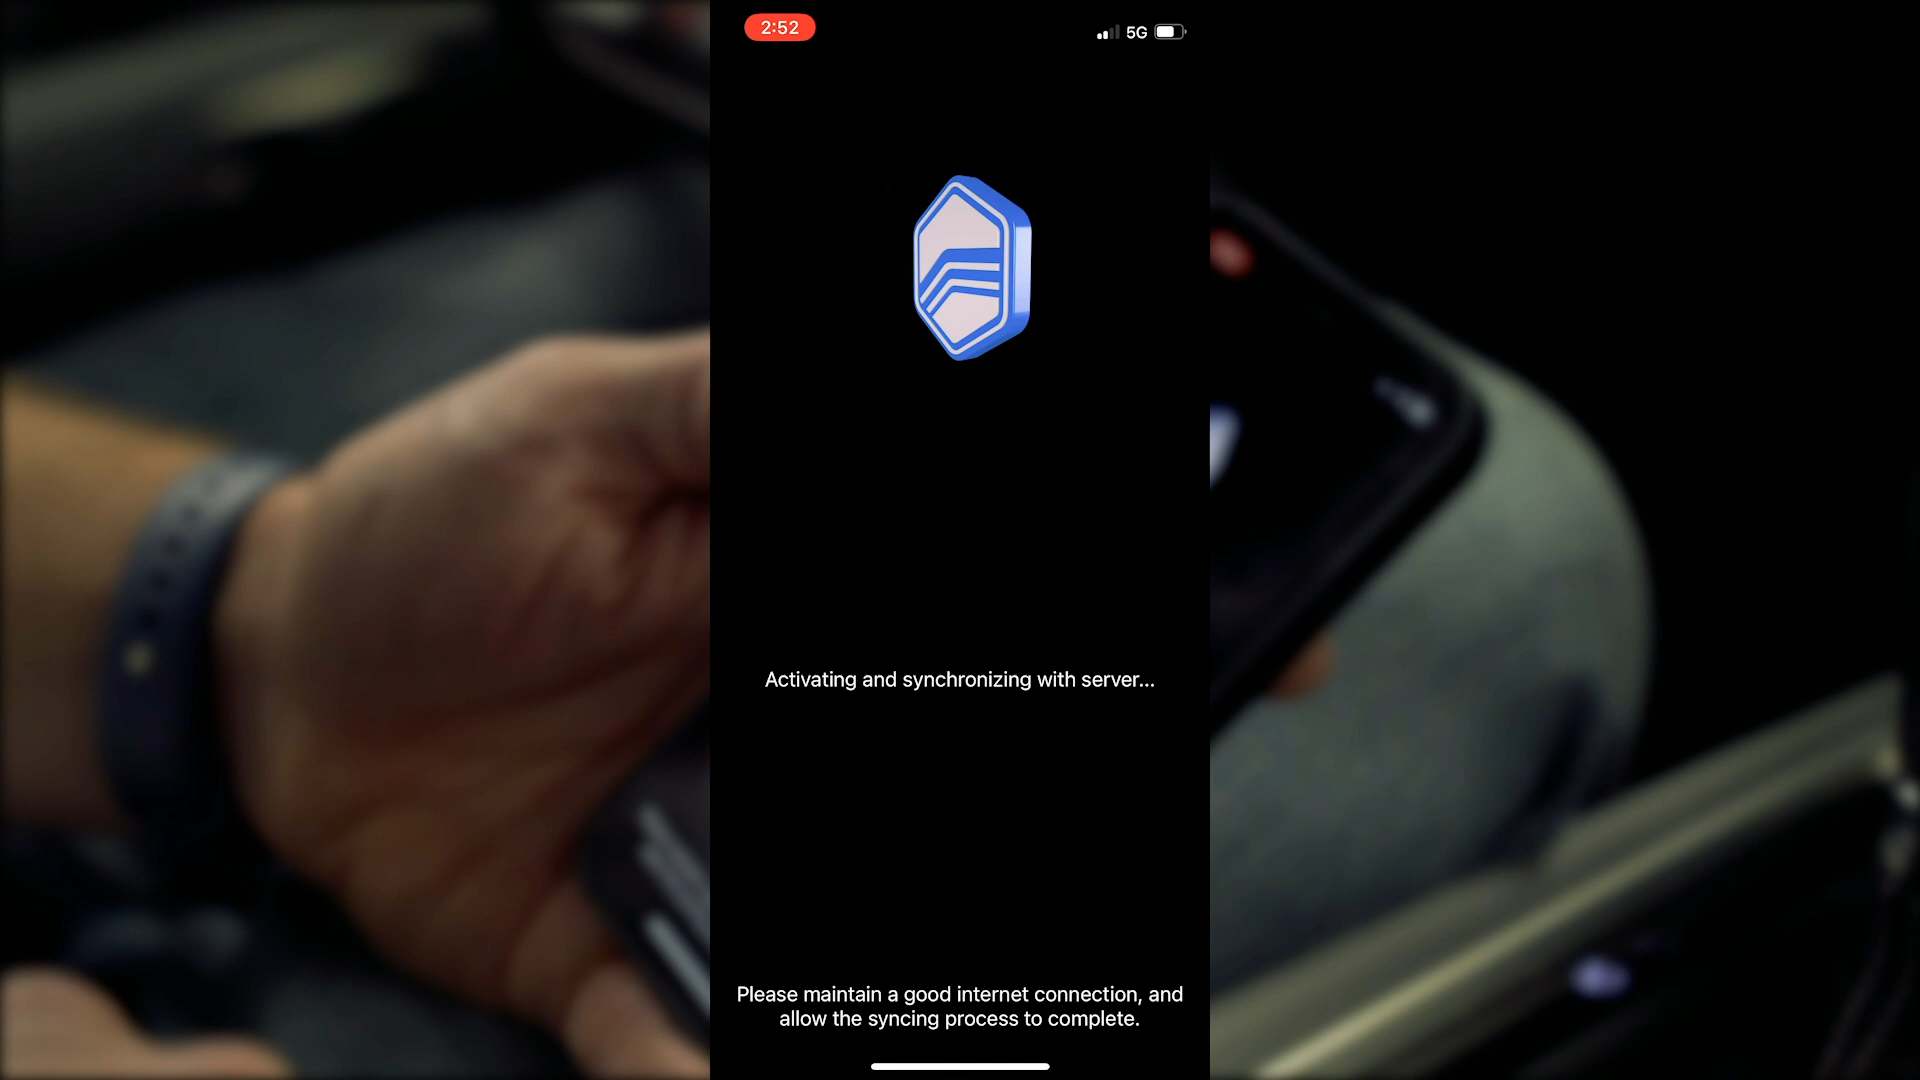 2:52
5G
Activating and synchronizing with server...
Please maintain a good internet connection, and
allow the syncing process to complete.